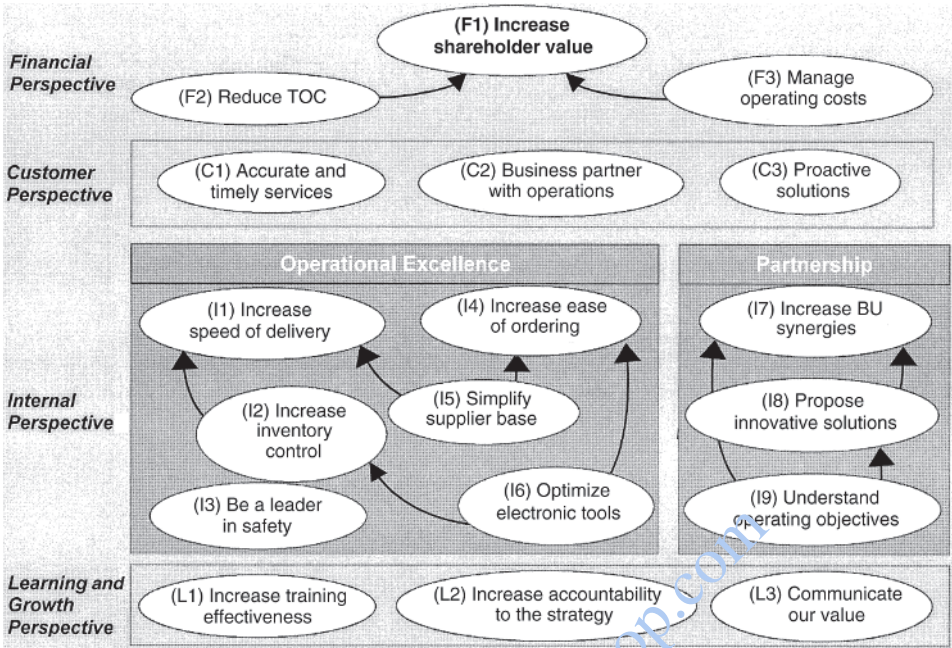 (F1) Increase
shareholder value
Financial
Perspective
(F2) Reduce TOC
(F3) Manage
operating costs
Customer
Perspective
(C1) Accurate and
timely services
(C2) Business partner
with operations
(C3) Proactive
solutions
Operational Excellence
Partnership
(I1) Increase
speed of delivery
(I4) Increase ease
of ordering
(I7) Increase BU
synergies
Internal
Perspective
(I2) Increase
inventory
control
(I5) Simplify
supplier base
(I8) Propose
innovative solutions
(I3) Be a leader
in safety
(I6) Optimize
electronic tools
(I9) Understand
operating objectives
Learning and
Growth
Perspective
(L1) Increase training
effectiveness
(L2) Increase accountability
to the strategy
(L3) Communicate
our value